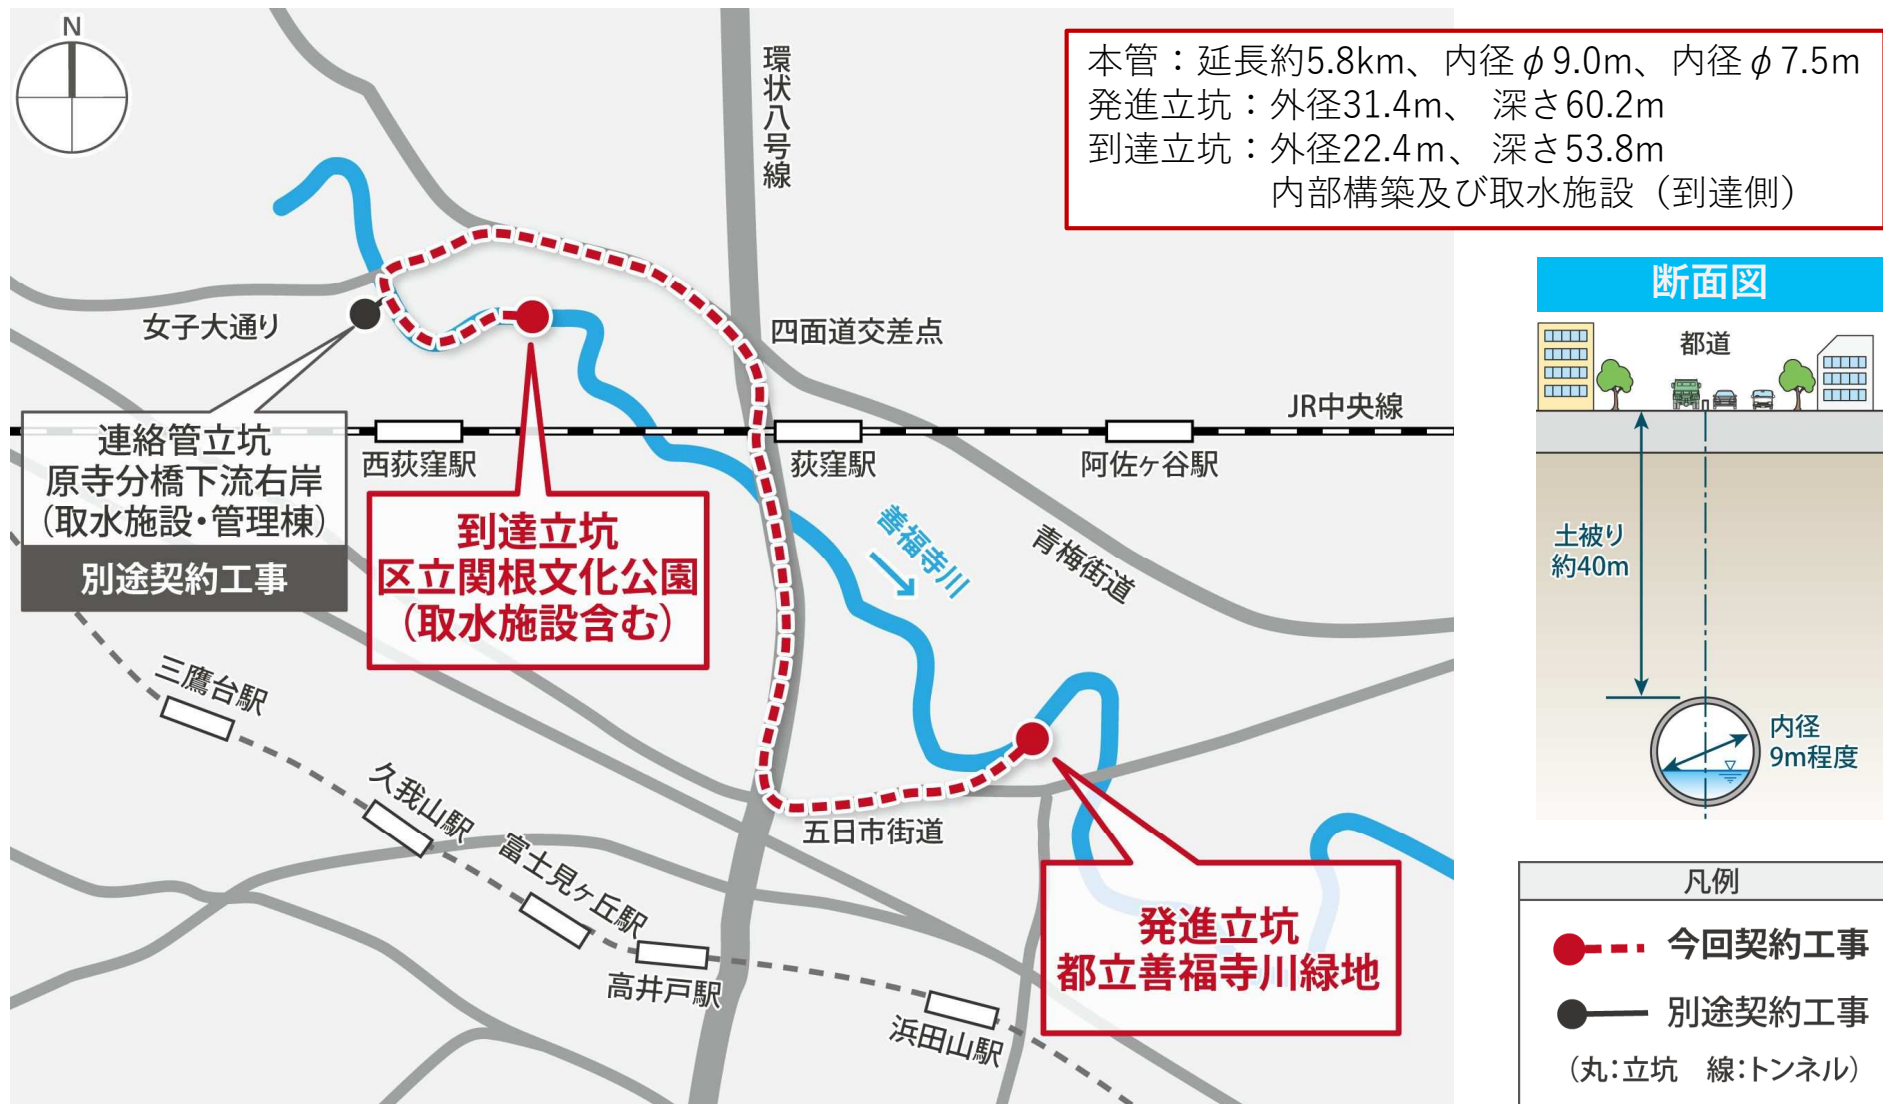 N
環状八号線
本管：延長約5.8km、内径φ9.0m、内径φ7.5m
発進立坑：外径31.4m、 深さ60.2m
到達立坑：外径22.4m、 深さ53.8m
内部構築及び取水施設（到達側）
女子大通り
四面道交差点
JR中央線
連絡管立坑
原寺分橋下流右岸
（取水施設・管理棟）
別途契約工事
西荻窪駅
荻窪駅
阿佐ヶ谷駅
到達立坑
区立関根文化公園
（取水施設含む）
善福寺川
青梅街道
三鷹台駅
久我山駅
富士見ヶ丘駅
高井戸駅
浜田山駅
五日市街道
発進立坑
都立善福寺川緑地
断面図
都道
土被り
約40m
内径
9m程度
凡例
今回契約工事
別途契約工事
（丸：立坑　線：トンネル）